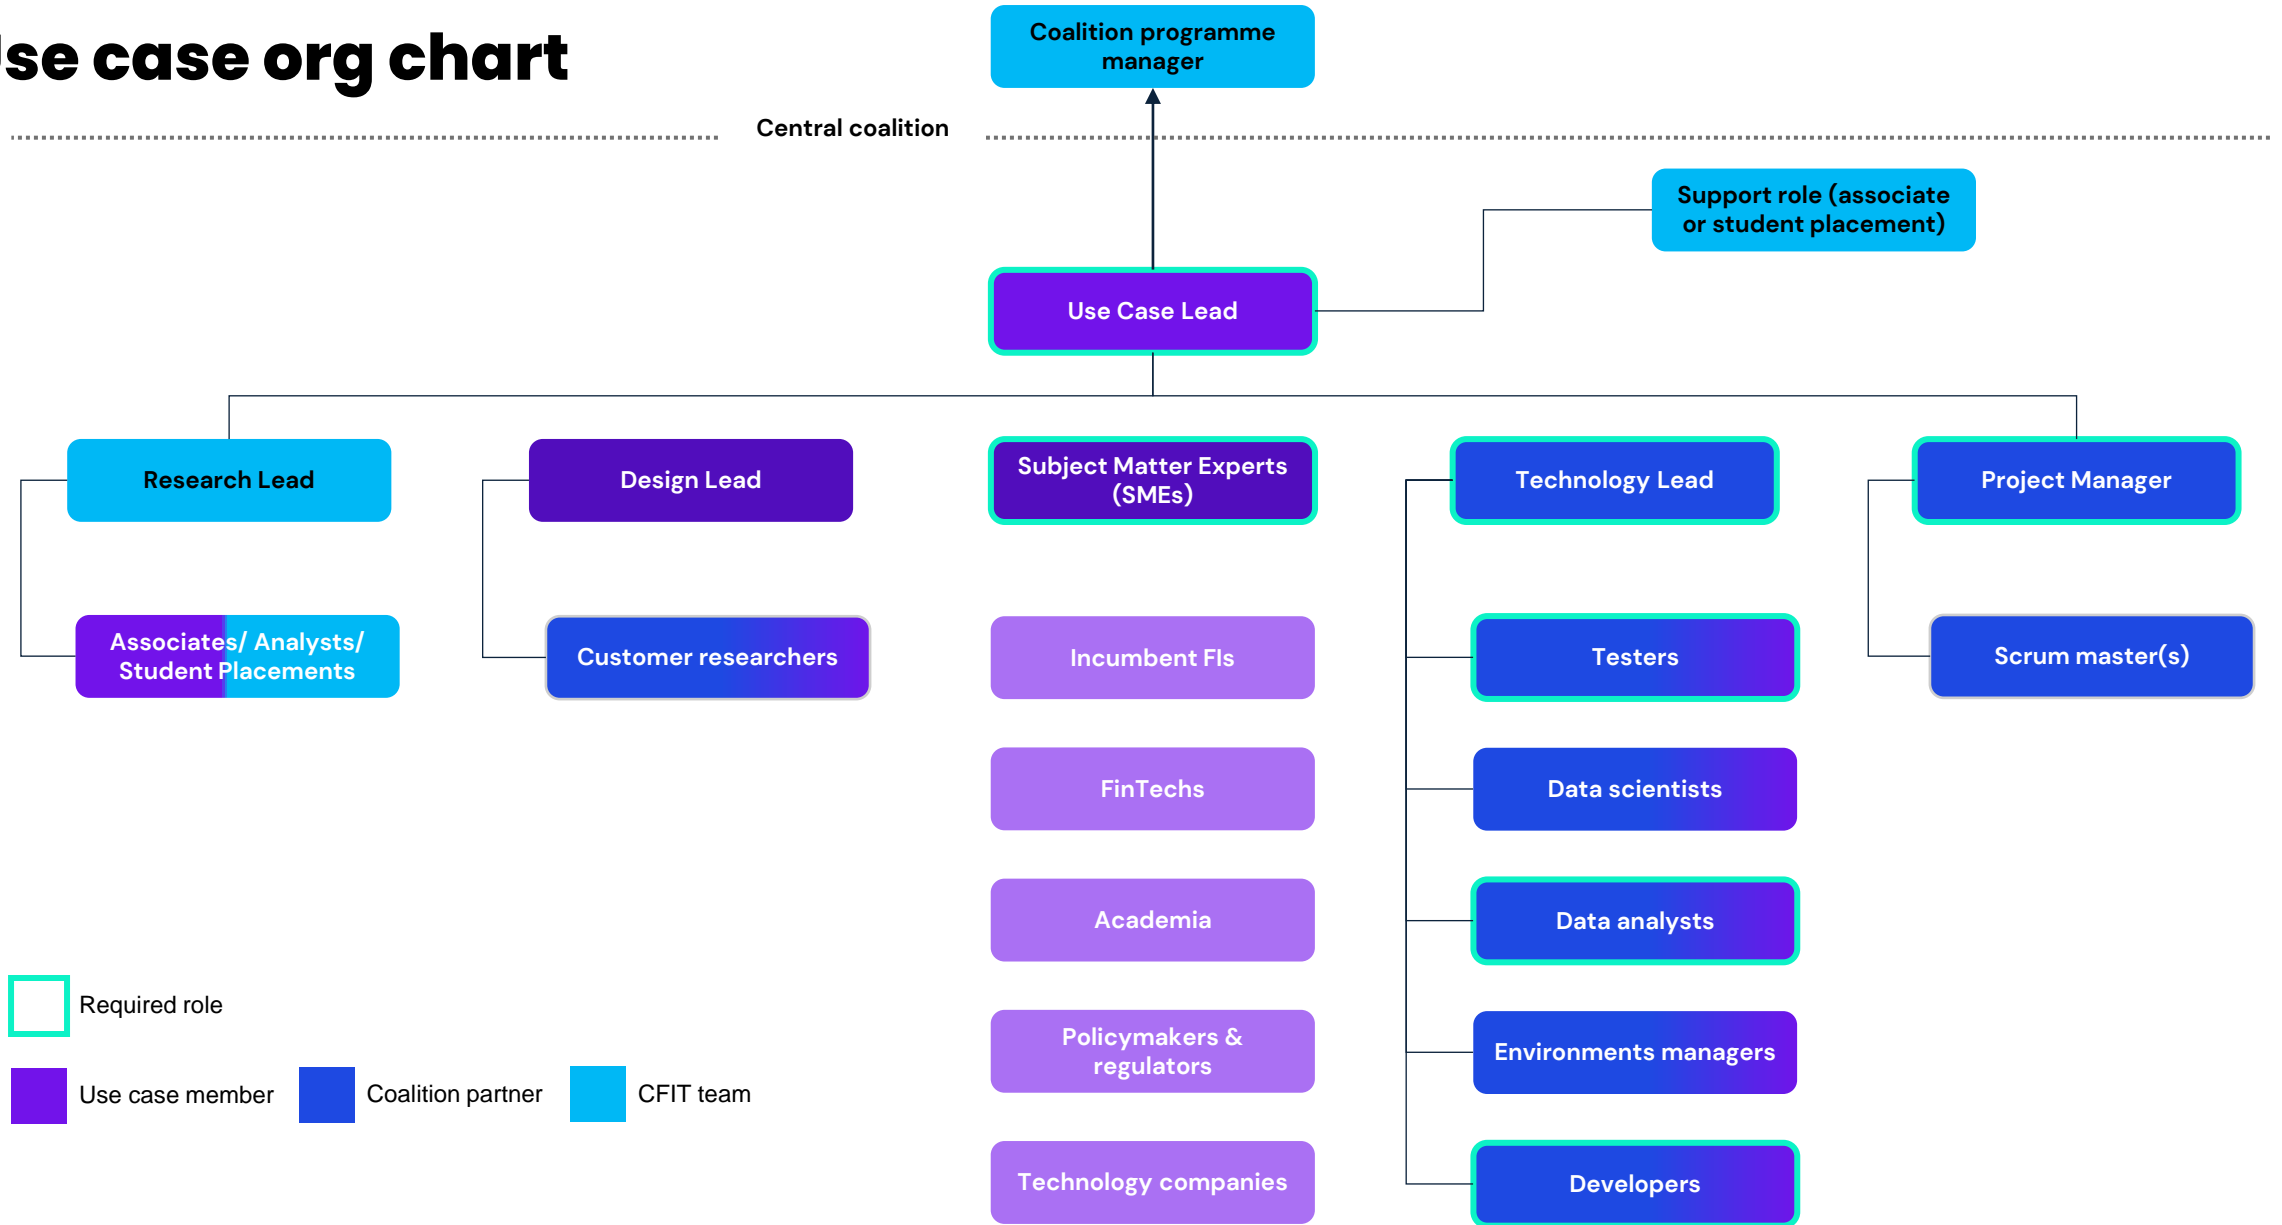 se case org chart
Coalition programme
manager
Central coalition
Support role (associate
or student placement)
Use Case Lead
Research Lead
Design Lead
Subject Matter Experts
(SMEs)
Technology Lead
Project Manager
Associates/ Analysts/
Student Placements
Customer researchers
Incumbent FIs
Testers
Scrum master(s)
FinTechs
Data scientists
Academia
Data analysts
Required role
Policymakers &
regulators
Environments managers
Use case member
Coalition partner
CFIT team
Technology companies
Developers